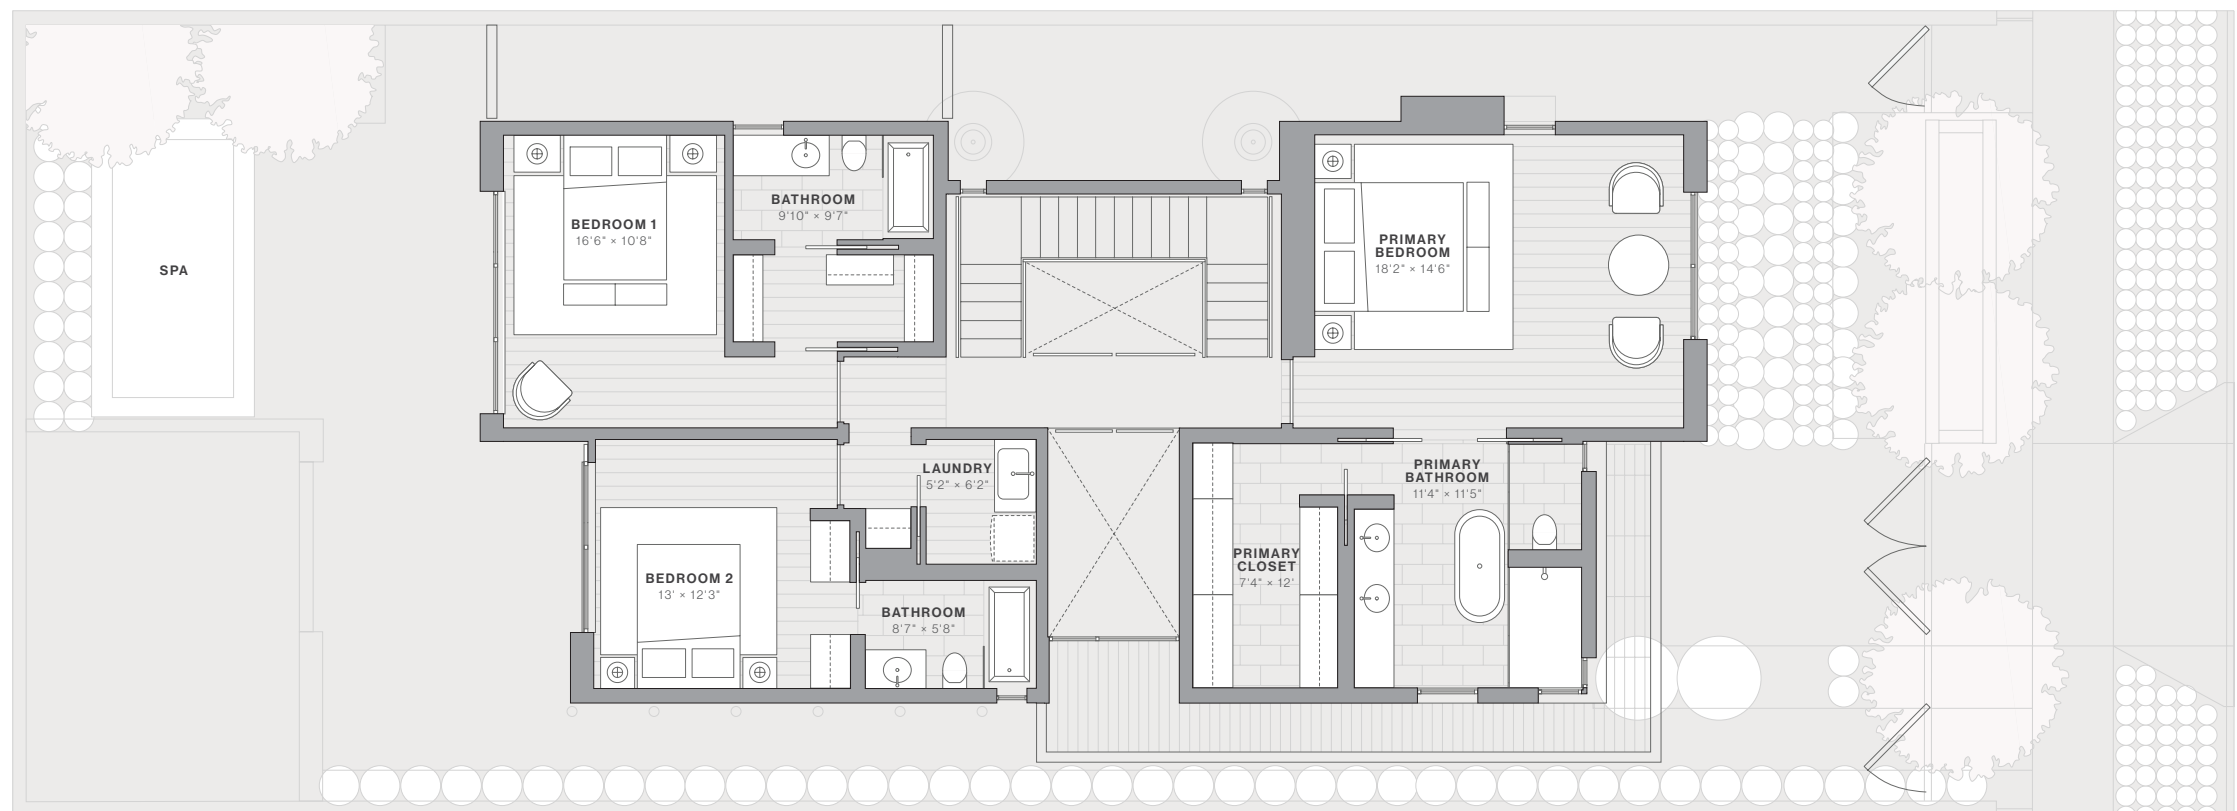 SPA
BEDROOM 1
16'6" × 10'8"
BATHROOM
9'10" × 9'7"
PRIMARY
BEDROOM
18'2" × 14'6"
LAUNDRY
5'2" × 6'2"
PRIMARY
BATHROOM
11'4" × 11'5"
BEDROOM 2
13' × 12'3"
BATHROOM
8'7" × 5'8"
PRIMARY
CLOSET
7'4" × 12'